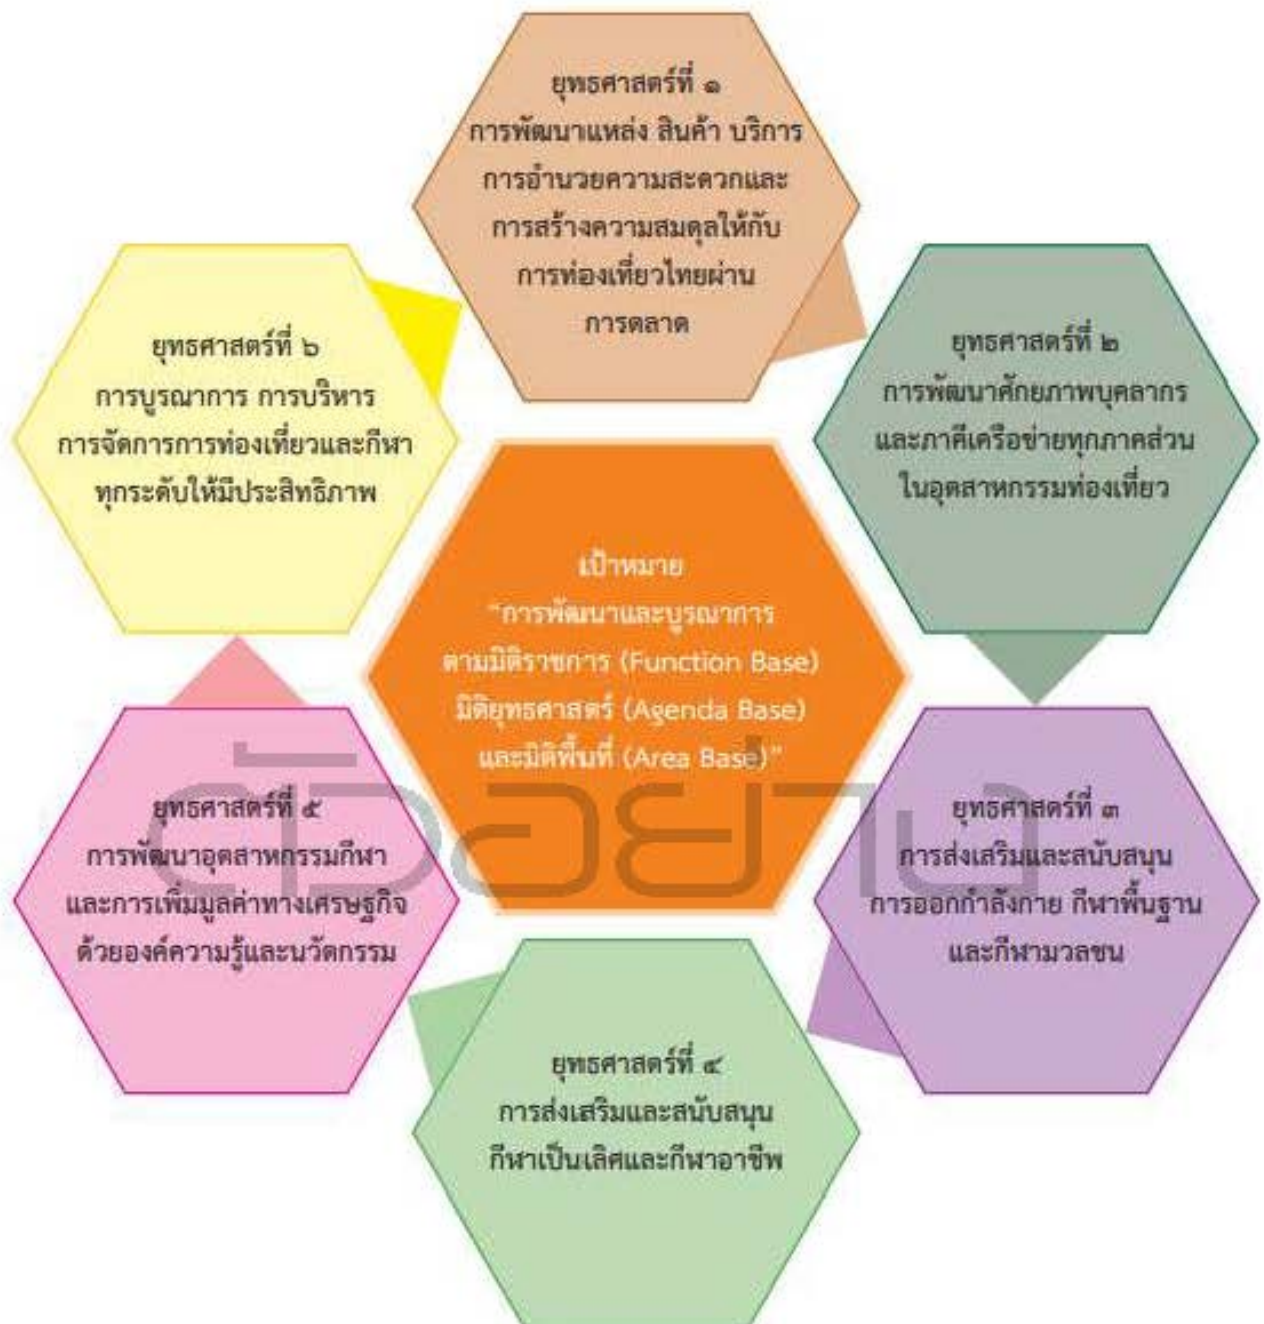 ยุทธศาสตร์ที่ ๑
การพัฒนาแหล่ง สินค้า บริการ
การอำนวยความสะดวกและ
การสร้างความสมดุลให้กับ
การท่องเที่ยวไทยผ่าน
การตลาด
ยุทธศาสตร์ที่ ๒
การพัฒนาศักยภาพบุคลากร
และภาคีเครือข่ายทุกภาคส่วน
ในอุตสาหกรรมท่องเที่ยว
ยุทธศาสตร์ที่ ๓
การส่งเสริมและสนับสนุน
การออกกำลังกาย กีฬาพื้นฐาน
และกีฬามวลชน
ยุทธศาสตร์ที่ ๔
การส่งเสริมและสนับสนุน
กีฬาเป็นเลิศและกีฬาอาชีพ
ยุทธศาสตร์ที่ ๕
การพัฒนาอุตสาหกรรมกีฬา
และการเพิ่มมูลค่าทางเศรษฐกิจ
ด้วยองค์ความรู้และนวัตกรรม
ยุทธศาสตร์ที่ ๖
การบูรณาการ การบริหาร
การจัดการการท่องเที่ยวและกีฬา
ทุกระดับให้มีประสิทธิภาพ
เป้าหมาย
"การพัฒนาและบูรณาการ
ตามมิติราชการ (Function Base)
มิติยุทธศาสตร์ (Agenda Base)
และมิติพื้นที่ (Area Base)"
ตัวอย่าง